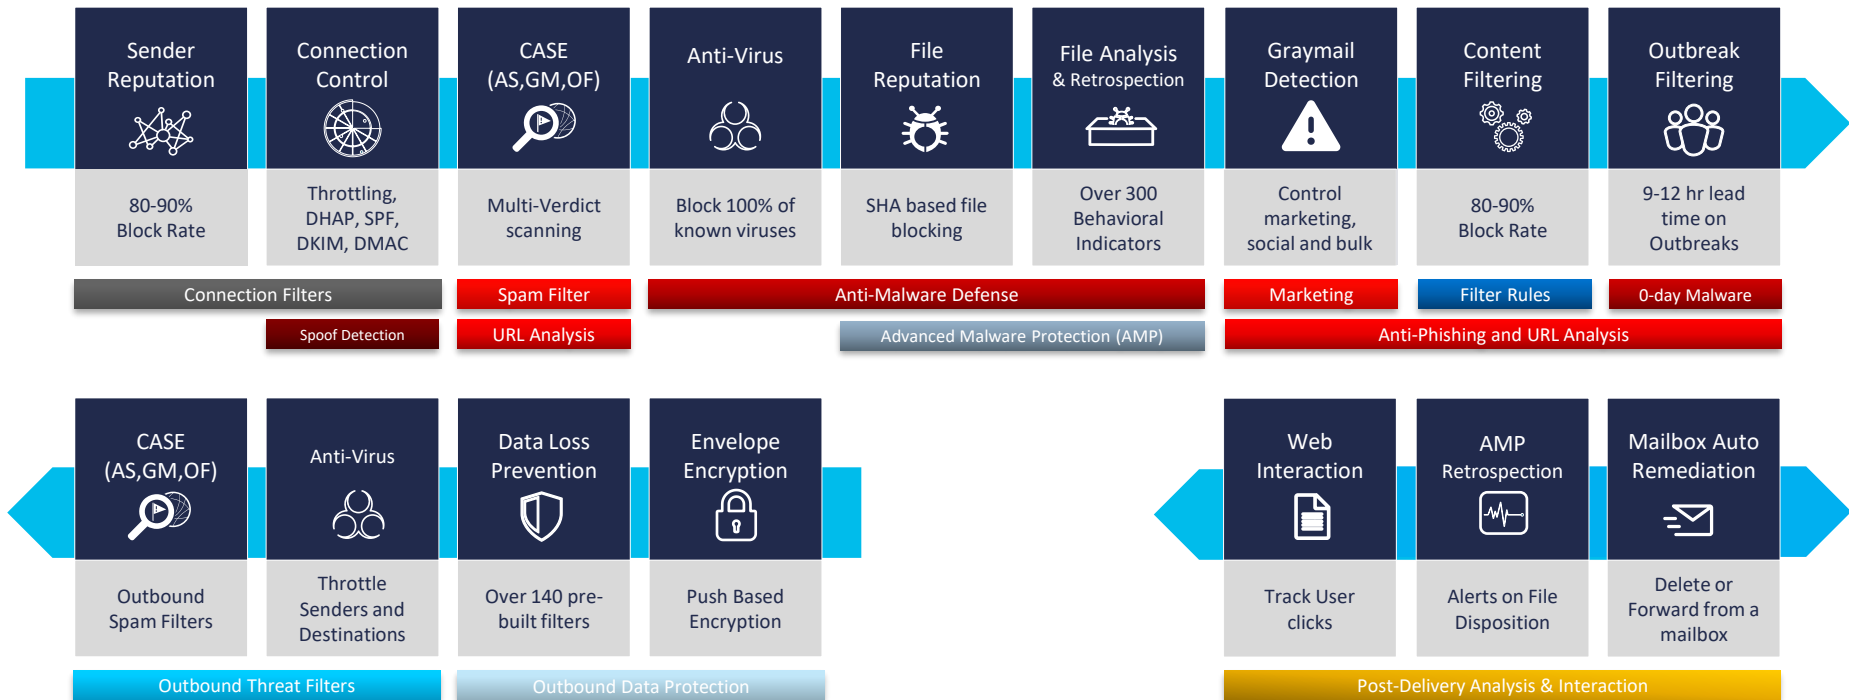 Sender
Reputation
Connection
Control
CASE
(AS,GM,OF)
Anti-Virus
File
Reputation
File Analysis
& Retrospection
Graymail
Detection
Content
Filtering
Outbreak
Filtering
80-90%
Block Rate
Throttling,
DHAP, SPF,
DKIM, DMAC
Multi-Verdict
scanning
Block 100% of
known viruses
SHA based file
blocking
Over 300
Behavioral
Indicators
Control
marketing,
social and bulk
80-90%
Block Rate
9-12 hr lead
time on
Outbreaks
Connection Filters
Spam Filter
Anti-Malware Defense
Marketing
Filter Rules
0-day Malware
Spoof Detection
URL Analysis
Advanced Malware Protection (AMP)
Anti-Phishing and URL Analysis
CASE
(AS,GM,OF)
Anti-Virus
Data Loss
Prevention
Envelope
Encryption
Web
Interaction
AMP
Retrospection
Mailbox Auto
Remediation
Outbound
Spam Filters
Throttle
Senders and
Destinations
Over 140 pre-
built filters
Push Based
Encryption
Track User
clicks
Alerts on File
Disposition
Delete or
Forward from a
mailbox
Outbound Threat Filters
Outbound Data Protection
Post-Delivery Analysis & Interaction